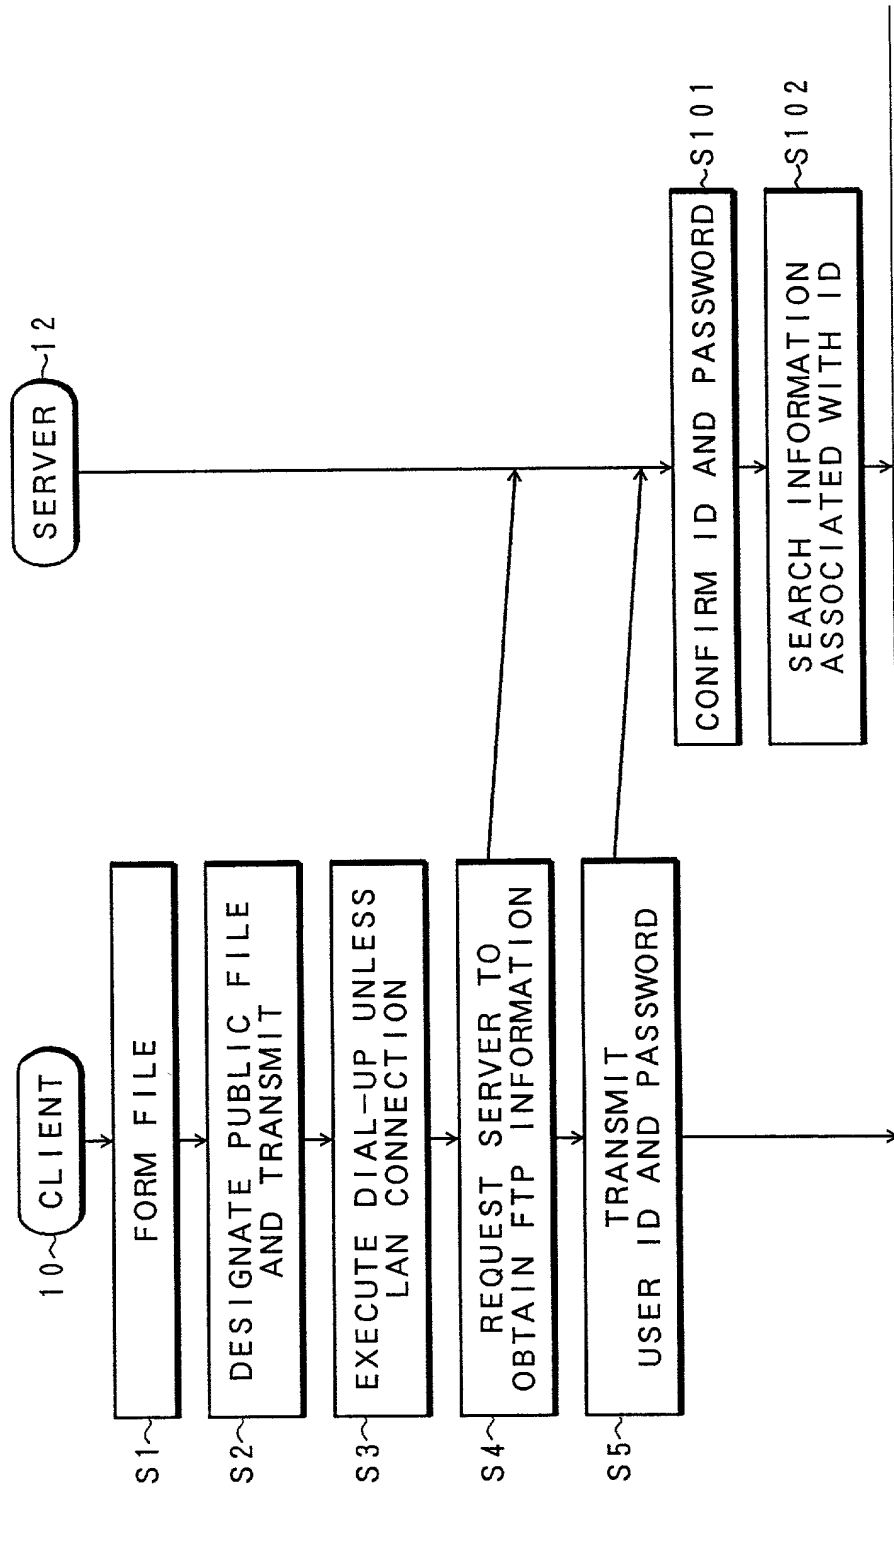 10
CLIENT
S1
FORM FILE
S2
DESIGNATE PUBLIC FILE
AND TRANSMIT
S3
EXECUTE DIAL-UP UNLESS
LAN CONNECTION
S4
REQUEST SERVER TO
OBTAIN FTP INFORMATION
S5
TRANSMIT
USER ID AND PASSWORD
SERVER
12
CONFIRM ID AND PASSWORD
S101
SEARCH INFORMATION
ASSOCIATED WITH ID
S102